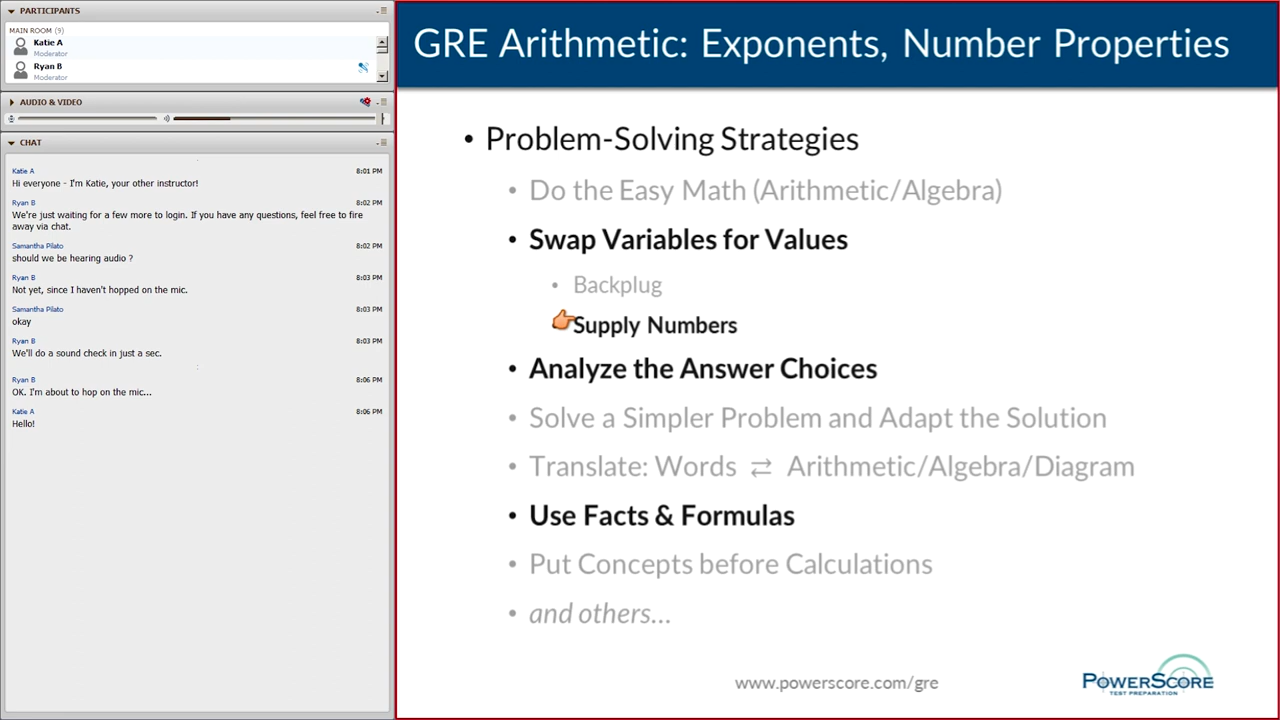 PARTICIPANTS
MAIN ROOM (9)
Katie A
Moderator
Ryan B
Moderator
AUDIO & VIDEO
CHAT
Katie A 8:01 PM
Hi everyone - I'm Katie, your other instructor!
Ryan B 8:02 PM
We're just waiting for a few more to login. If you have any questions, feel free to fire
away via chat.
Samantha Pilato 8:02 PM
should we be hearing audio ?
Ryan B 8:03 PM
Not yet, since I haven't hopped on the mic.
Samantha Pilato 8:03 PM
okay
Ryan B 8:03 PM
We'll do a sound check in just a sec.
Ryan B 8:06 PM
OK. I'm about to hop on the mic...
Katie A 8:06 PM
Hello!
GRE Arithmetic: Exponents, Number Properties
• Problem-Solving Strategies
• Do the Easy Math (Arithmetic/Algebra)
• Swap Variables for Values
• Backplug
Supply Numbers
• Analyze the Answer Choices
• Solve a Simpler Problem and Adapt the Solution
• Translate: Words ⇄ Arithmetic/Algebra/Diagram
• Use Facts & Formulas
• Put Concepts before Calculations
• and others...
www.powerscore.com/gre
POWERSCORE
TEST PREPARATION